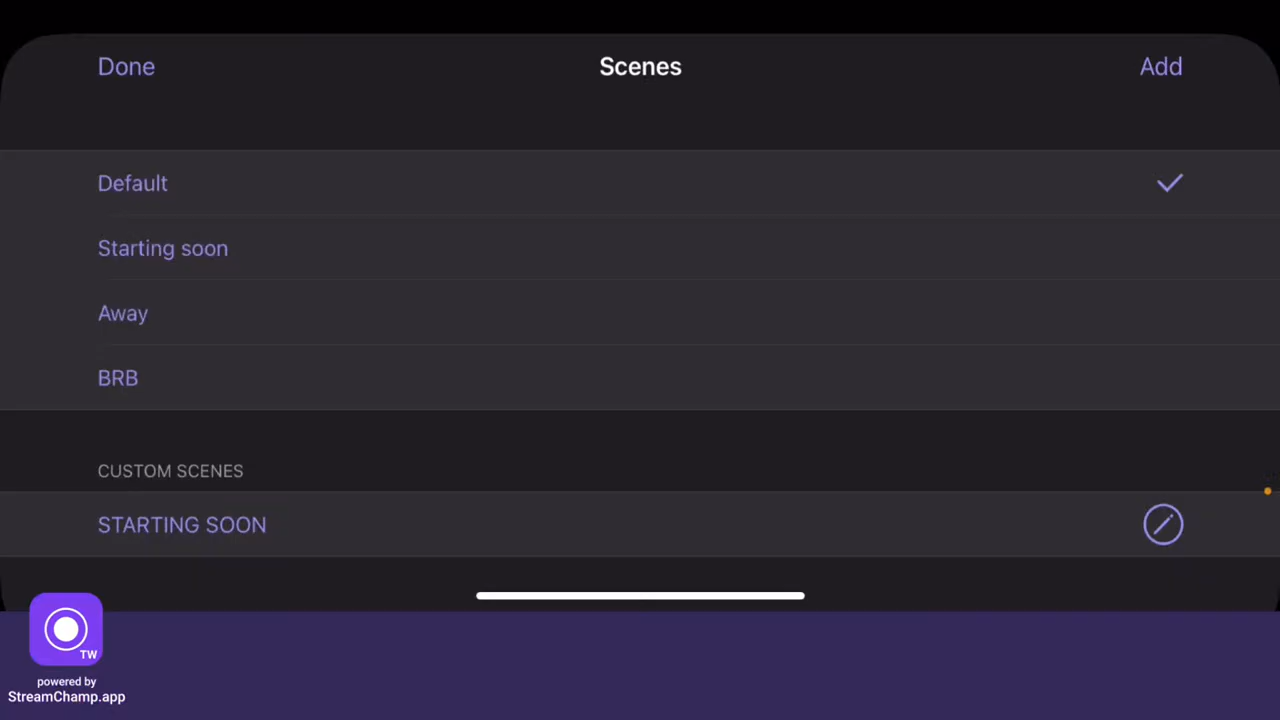 Done
Scenes
Add
Default
Starting soon
Away
BRB
CUSTOM SCENES
STARTING SOON
TW
powered by
StreamChamp.app